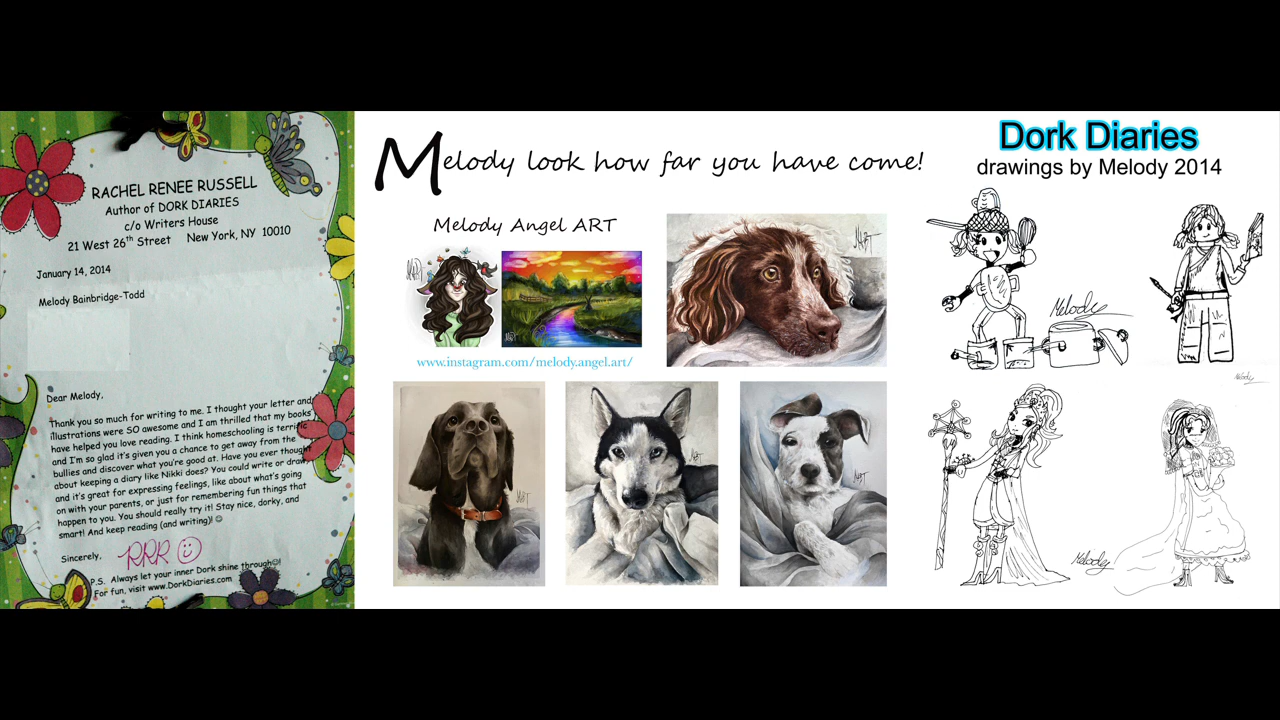 RACHEL RENEE RUSSELL
Author of DORK DIARIES
c/o Writers House
21 West 26th Street New York, NY 10010
January 14, 2014
Melody Bainbridge-Todd
Dear Melody,
Thank you so much for writing to me. I thought your letter and
illustrations were SO awesome and I am thrilled that my books
have helped you love reading. I think homeschooling is terrific
and I'm so glad it's given you a chance to get away from the
bullies and discover what you're good at. Have you ever thought
about keeping a diary like Nikki does? You could write or draw,
and it's great for expressing feelings, like about what's going
on with your parents, or just for remembering fun things that
happen to you. You should really try it! Stay nice, dorky, and
smart! And keep reading (and writing)! ☺
Sincerely,
RRR ☺
P.S. Always let your inner Dork shine through☺!
For fun, visit www.DorkDiaries.com
Melody look how far you have come!
Melody Angel ART
www.instagram.com/melody.angel.art/
Dork Diaries
drawings by Melody 2014
Melody
Melody
Melody